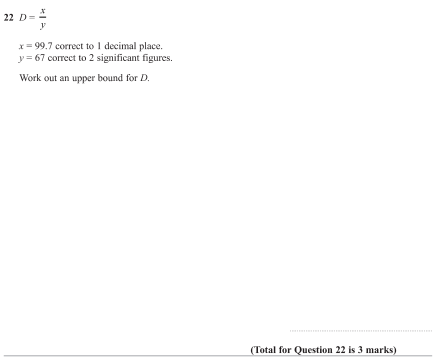 22 D = x/y
x = 99.7 correct to 1 decimal place.
y = 67 correct to 2 significant figures.
Work out an upper bound for D.
(Total for Question 22 is 3 marks)